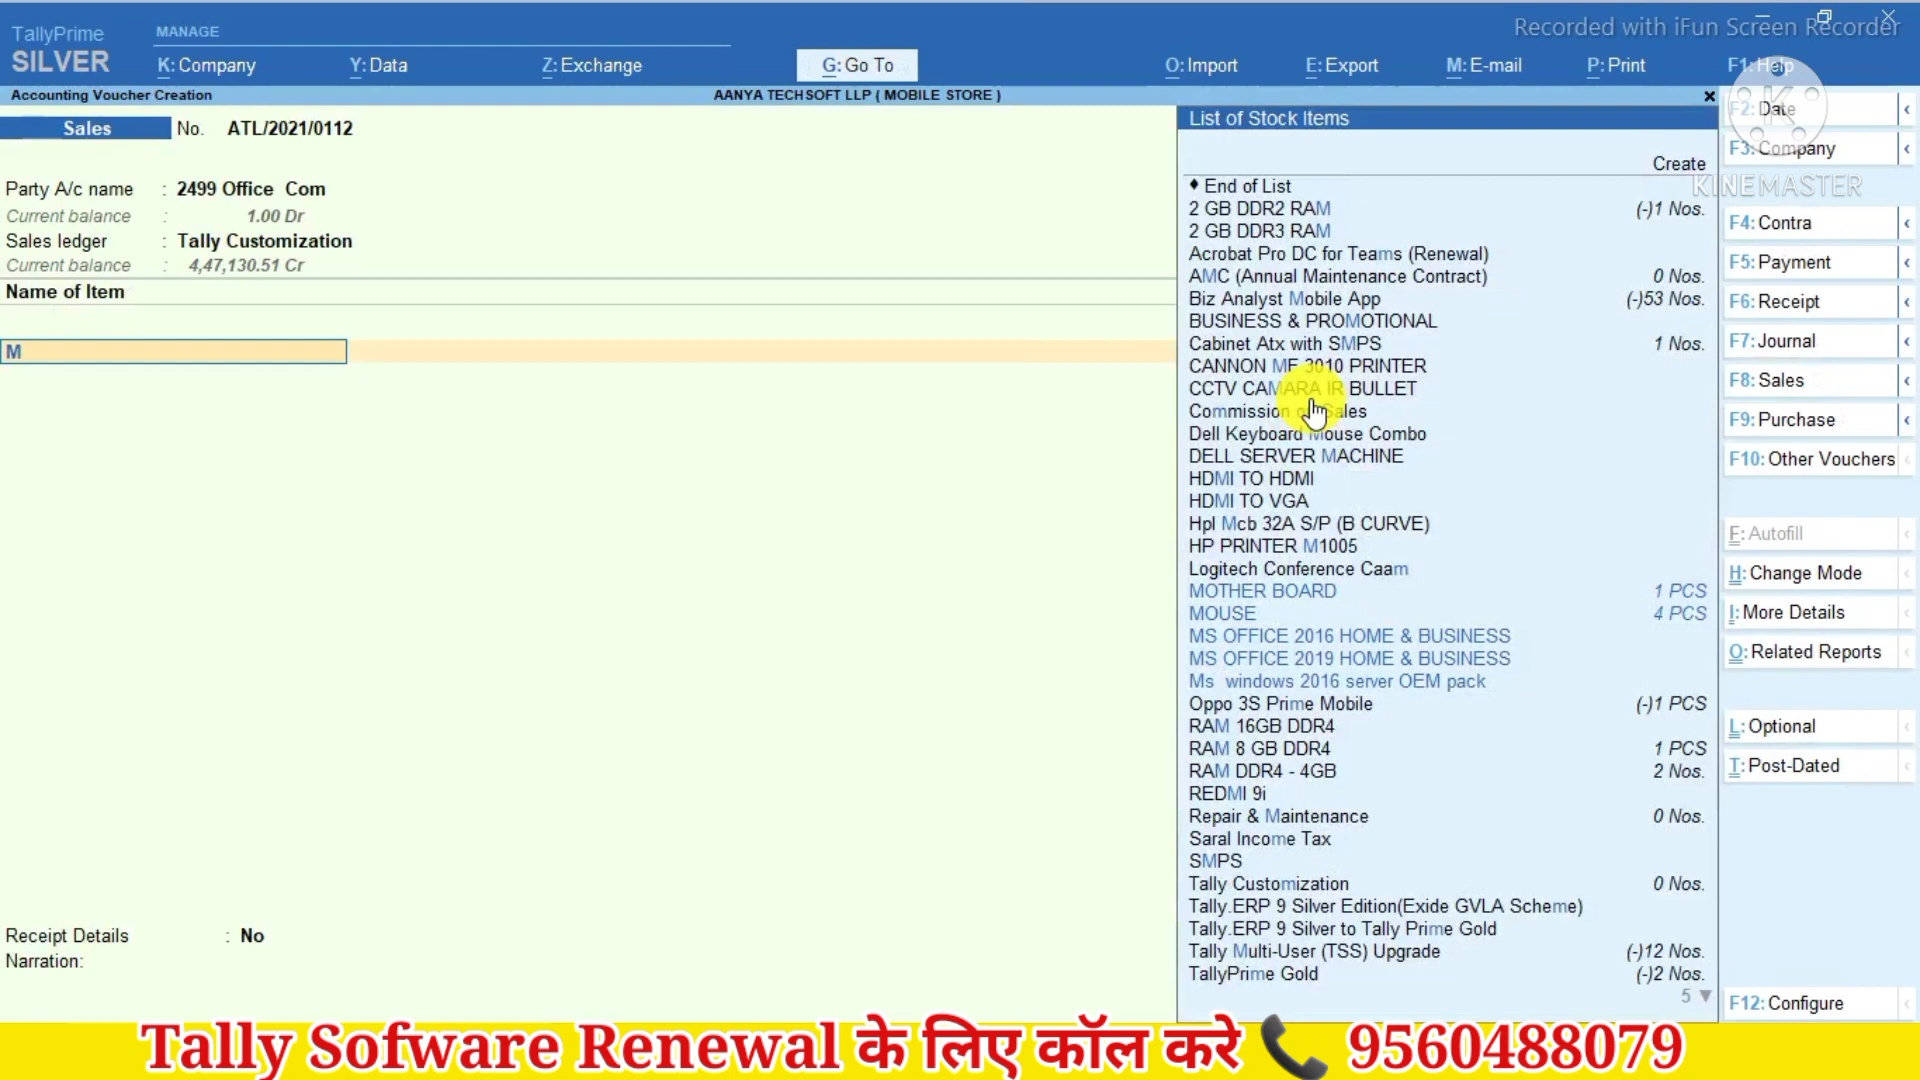 Recorded with iFun Screen Recorder
TallyPrime
SILVER
MANAGE
K: Company
Y: Data
Z: Exchange
G: Go To
O: Import
E: Export
M: E-mail
P: Print
F1: Help
Accounting Voucher Creation
AANYA TECHSOFT LLP ( MOBILE STORE )
Sales No. ATL/2021/0112
Party A/c name : 2499 Office Com
Current balance : 1.00 Dr
Sales ledger : Tally Customization
Current balance : 4,47,130.51 Cr
Name of Item
M
Receipt Details : No
Narration:
List of Stock Items
Create
♦ End of List
2 GB DDR2 RAM (-)1 Nos.
2 GB DDR3 RAM
Acrobat Pro DC for Teams (Renewal)
AMC (Annual Maintenance Contract) 0 Nos.
Biz Analyst Mobile App (-)53 Nos.
BUSINESS & PROMOTIONAL
Cabinet Atx with SMPS 1 Nos.
CANNON MF 3010 PRINTER
CCTV CAMARA IR BULLET
Commission on Sales
Dell Keyboard Mouse Combo
DELL SERVER MACHINE
HDMI TO HDMI
HDMI TO VGA
Hpl Mcb 32A S/P (B CURVE)
HP PRINTER M1005
Logitech Conference Caam
MOTHER BOARD 1 PCS
MOUSE 4 PCS
MS OFFICE 2016 HOME & BUSINESS
MS OFFICE 2019 HOME & BUSINESS
Ms windows 2016 server OEM pack
Oppo 3S Prime Mobile (-)1 PCS
RAM 16GB DDR4
RAM 8 GB DDR4 1 PCS
RAM DDR4 - 4GB 2 Nos.
REDMI 9i
Repair & Maintenance 0 Nos.
Saral Income Tax
SMPS
Tally Customization 0 Nos.
Tally.ERP 9 Silver Edition(Exide GVLA Scheme)
Tally.ERP 9 Silver to Tally Prime Gold
Tally Multi-User (TSS) Upgrade (-)12 Nos.
TallyPrime Gold (-)2 Nos.
5 ▼
F2: Date
F3: Company
K
KINEMASTER
F4: Contra
F5: Payment
F6: Receipt
F7: Journal
F8: Sales
F9: Purchase
F10: Other Vouchers
F: Autofill
H: Change Mode
I: More Details
O: Related Reports
L: Optional
T: Post-Dated
F12: Configure
Tally Sofware Renewal के लिए कॉल करे 9560488079